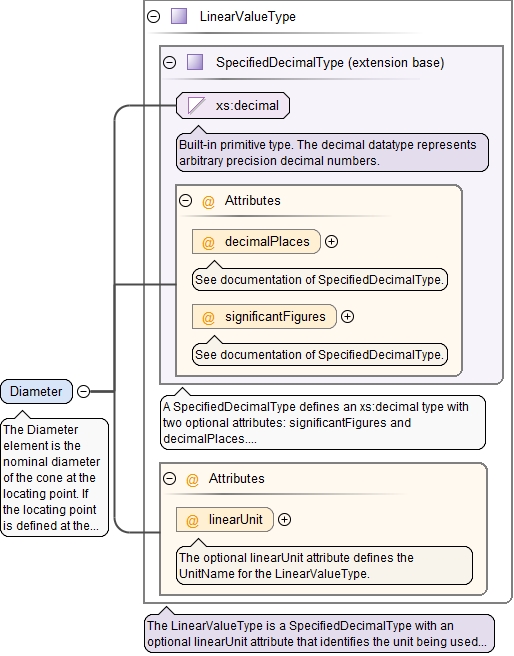 LinearValueType
SpecifiedDecimalType (extension base)
xs:decimal
Built-in primitive type. The decimal datatype represents
arbitrary precision decimal numbers.
@ Attributes
@ decimalPlaces
See documentation of SpecifiedDecimalType.
@ significantFigures
See documentation of SpecifiedDecimalType.
A SpecifiedDecimalType defines an xs:decimal type with
two optional attributes: significantFigures and
decimalPlaces....
Diameter
The Diameter
element is the
nominal diameter
of the cone at the
locating point. If
the locating point
is defined at the...
@ Attributes
@ linearUnit
The optional linearUnit attribute defines the
UnitName for the LinearValueType.
The LinearValueType is a SpecifiedDecimalType with an
optional linearUnit attribute that identifies the unit being used...